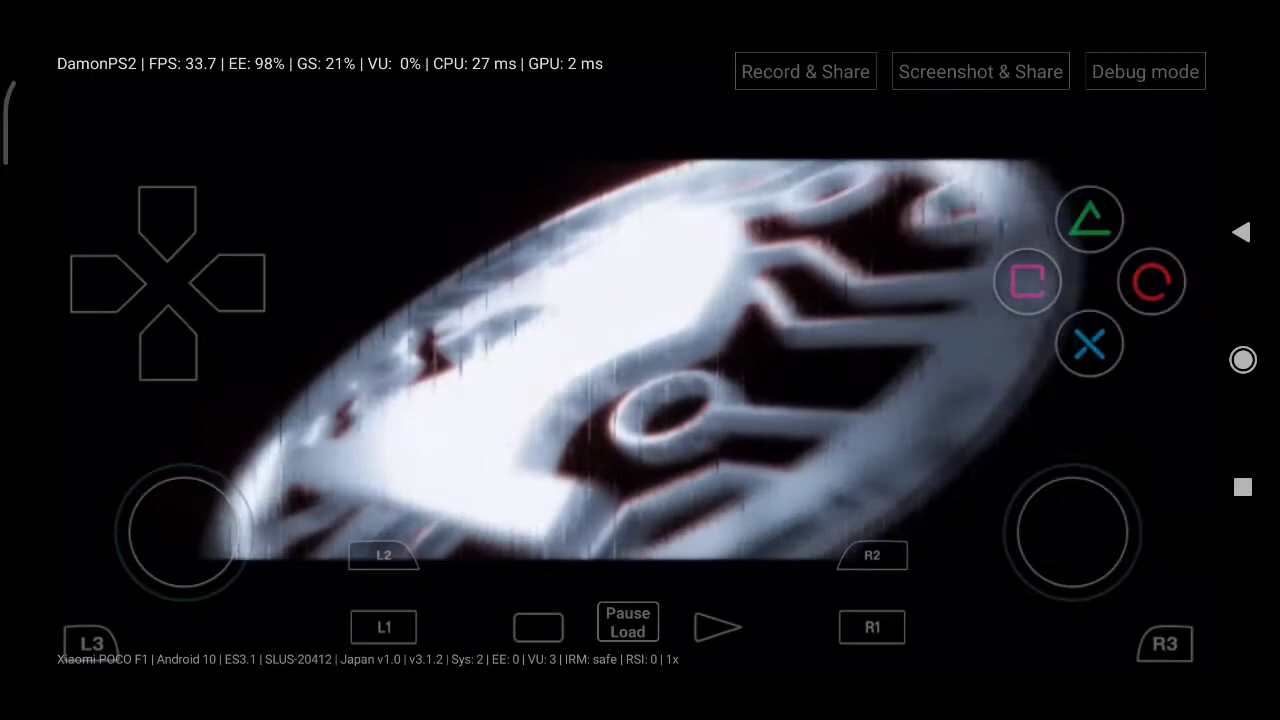 DamonPS2 | FPS: 33.7 | EE: 98% | GS: 21% | VU:  0% | CPU: 27 ms | GPU: 2 ms
Record & Share
Screenshot & Share
Debug mode
L2
R2
L1
Pause
Load
R1
L3
R3
Xiaomi POCO F1 | Android 10 | ES3.1 | SLUS-20412 | Japan v1.0 | v3.1.2 | Sys: 2 | EE: 0 | VU: 3 | IRM: safe | RSI: 0 | 1x